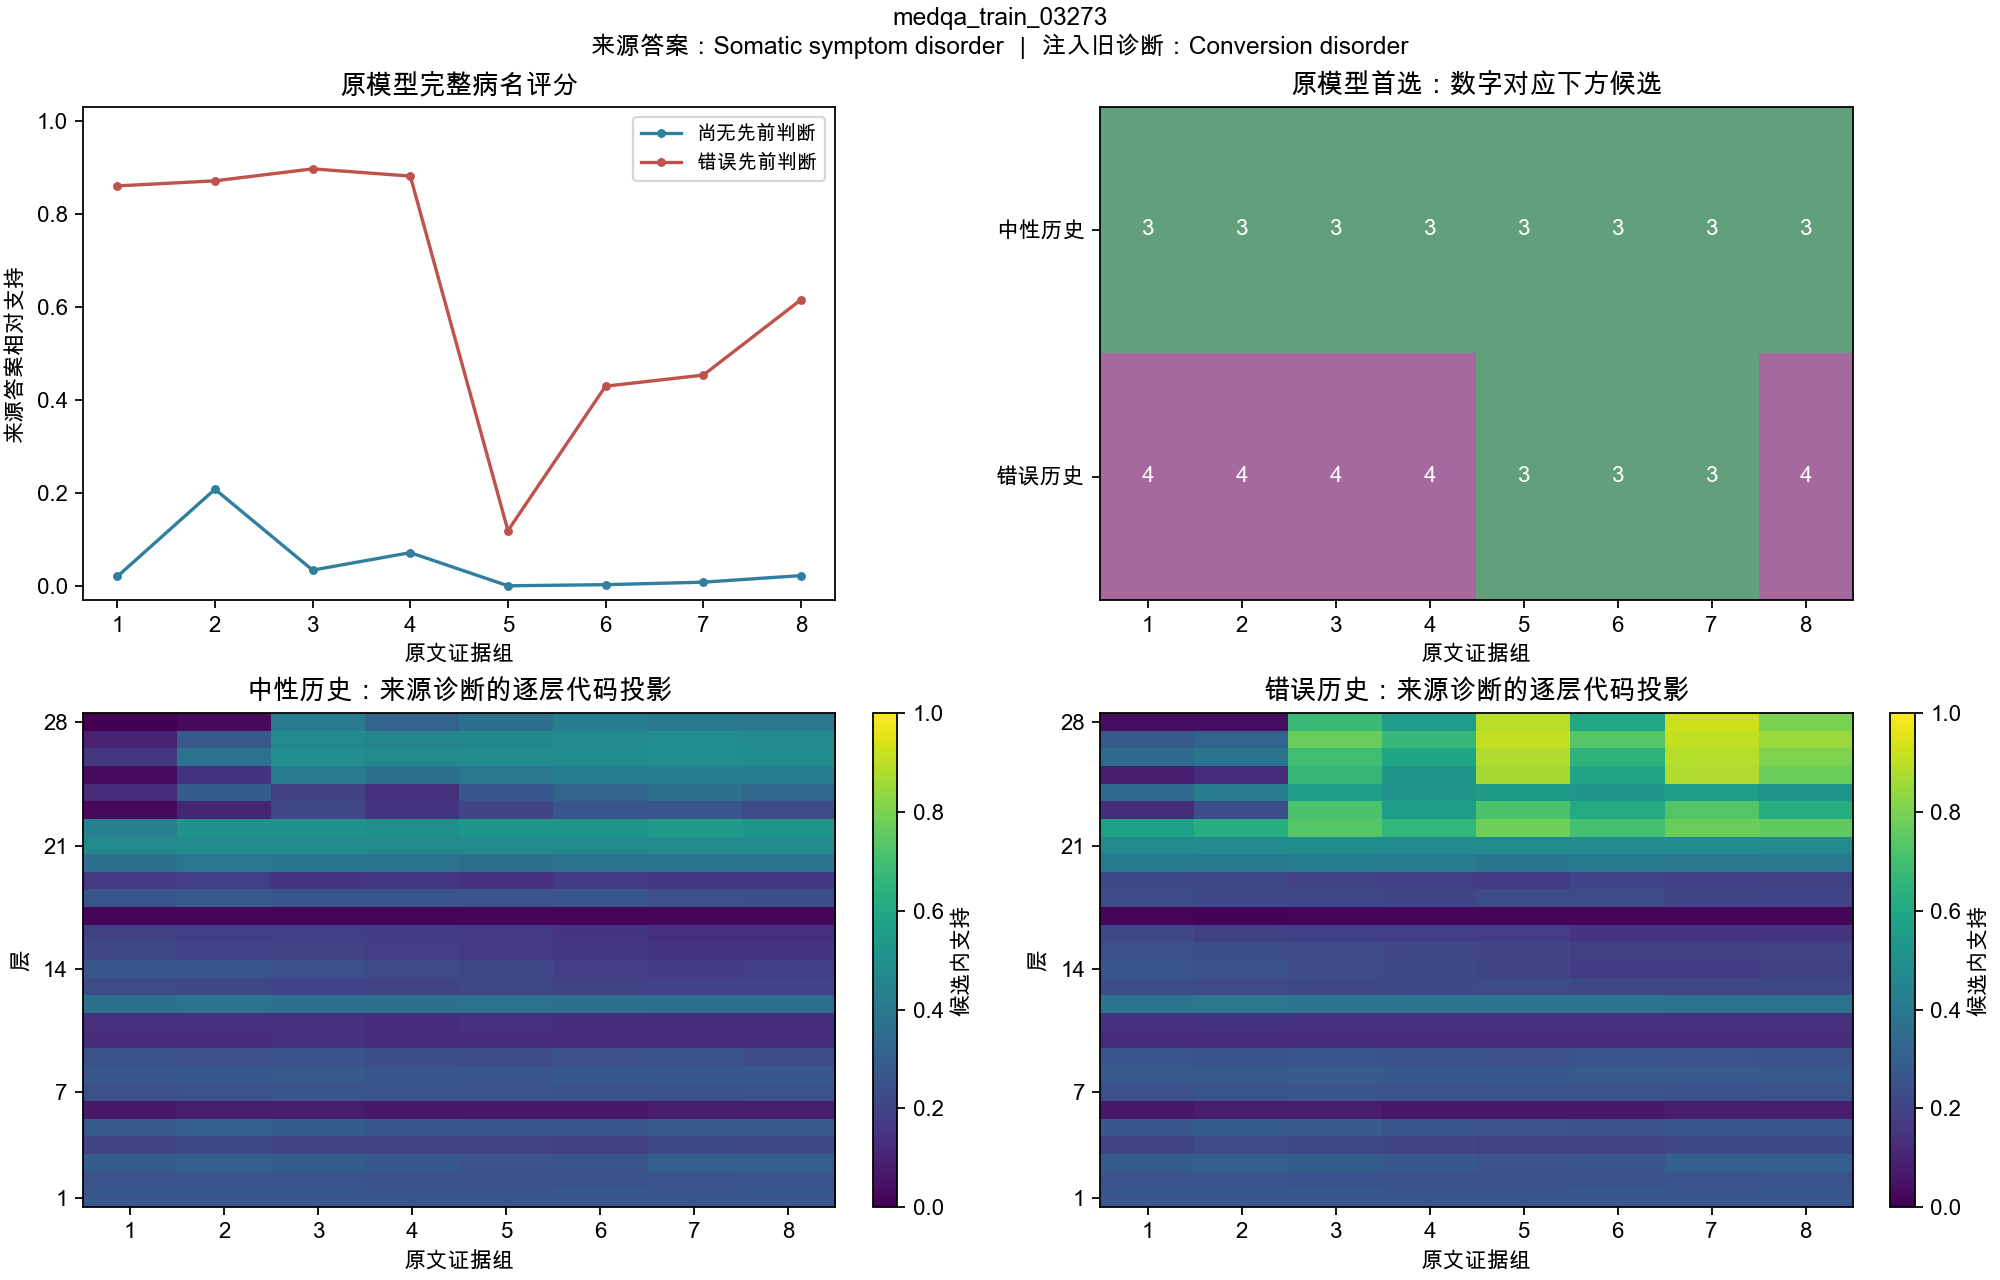 medqa_train_03273
来源答案：Somatic symptom disorder | 注入旧诊断：Conversion disorder
原模型完整病名评分
来源答案相对支持
1.0
0.8
0.6
0.4
0.2
0.0
尚无先前判断
错误先前判断
1 2 3 4 5 6 7 8
原文证据组
原模型首选：数字对应下方候选
中性历史
3 3 3 3 3 3 3 3
错误历史
4 4 4 4 3 3 3 4
1 2 3 4 5 6 7 8
原文证据组
中性历史：来源诊断的逐层代码投影
层
28
21
14
7
1
1 2 3 4 5 6 7 8
原文证据组
1.0
0.8
0.6
0.4
0.2
0.0
候选内支持
错误历史：来源诊断的逐层代码投影
层
28
21
14
7
1
1 2 3 4 5 6 7 8
原文证据组
1.0
0.8
0.6
0.4
0.2
0.0
候选内支持